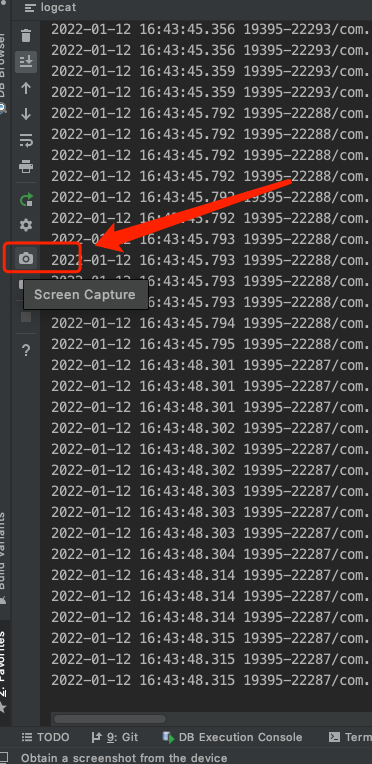 logcat
2022-01-12 16:43:45.356 19395-22293/com.
2022-01-12 16:43:45.356 19395-22293/com.
2022-01-12 16:43:45.359 19395-22293/com.
2022-01-12 16:43:45.359 19395-22293/com.
2022-01-12 16:43:45.792 19395-22288/com.
2022-01-12 16:43:45.792 19395-22288/com.
2022-01-12 16:43:45.792 19395-22288/com.
2022-01-12 16:43:45.792 19395-22288/com.
2022-01-12 16:43:45.792 19395-22288/com.
2022-01-12 16:43:45.792 19395-22288/com.
2022-01-12 16:43:45.793 19395-22288/com.
2022-01-12 16:43:45.793 19395-22288/com.
16:43:45.793 19395-22288/com.
16:43:45.793 19395-22288/com.
2022-01-12 16:43:45.794 19395-22288/com.
2022-01-12 16:43:45.795 19395-22288/com.
2022-01-12 16:43:48.301 19395-22287/com.
2022-01-12 16:43:48.301 19395-22287/com.
2022-01-12 16:43:48.301 19395-22287/com.
2022-01-12 16:43:48.302 19395-22287/com.
2022-01-12 16:43:48.302 19395-22287/com.
2022-01-12 16:43:48.302 19395-22287/com.
2022-01-12 16:43:48.303 19395-22287/com.
2022-01-12 16:43:48.303 19395-22287/com.
2022-01-12 16:43:48.303 19395-22287/com.
2022-01-12 16:43:48.304 19395-22287/com.
2022-01-12 16:43:48.314 19395-22287/com.
2022-01-12 16:43:48.314 19395-22287/com.
2022-01-12 16:43:48.314 19395-22287/com.
2022-01-12 16:43:48.315 19395-22287/com.
2022-01-12 16:43:48.315 19395-22287/com.
2022-01-12 16:43:48.315 19395-22287/com.
Screen Capture
?
DB Browser
Build Variants
2: Favorites
TODO
9: Git
DB Execution Console
Term
Obtain a screenshot from the device